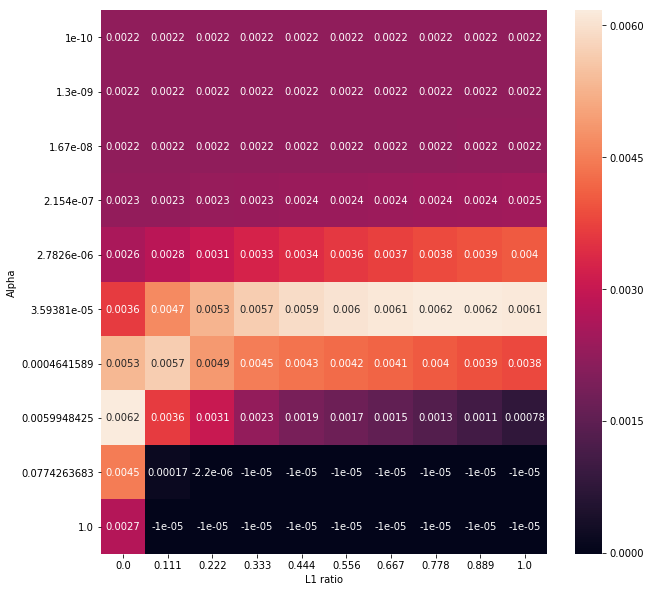 1e-10 0.0022 0.0022 0.0022 0.0022 0.0022 0.0022 0.0022 0.0022 0.0022 0.0022
1.3e-09 0.0022 0.0022 0.0022 0.0022 0.0022 0.0022 0.0022 0.0022 0.0022 0.0022
1.67e-08 0.0022 0.0022 0.0022 0.0022 0.0022 0.0022 0.0022 0.0022 0.0022 0.0022
2.154e-07 0.0023 0.0023 0.0023 0.0023 0.0024 0.0024 0.0024 0.0024 0.0024 0.0025
2.7826e-06 0.0026 0.0028 0.0031 0.0033 0.0034 0.0036 0.0037 0.0038 0.0039 0.004
3.59381e-05 0.0036 0.0047 0.0053 0.0057 0.0059 0.006 0.0061 0.0062 0.0062 0.0061
0.0004641589 0.0053 0.0057 0.0049 0.0045 0.0043 0.0042 0.0041 0.004 0.0039 0.0038
0.0059948425 0.0062 0.0036 0.0031 0.0023 0.0019 0.0017 0.0015 0.0013 0.0011 0.00078
0.0774263683 0.0045 0.00017 -2.2e-06 -1e-05 -1e-05 -1e-05 -1e-05 -1e-05 -1e-05 -1e-05
1.0 0.0027 -1e-05 -1e-05 -1e-05 -1e-05 -1e-05 -1e-05 -1e-05 -1e-05 -1e-05
0.0 0.111 0.222 0.333 0.444 0.556 0.667 0.778 0.889 1.0
L1 ratio
Alpha
0.0060
0.0045
0.0030
0.0015
0.0000